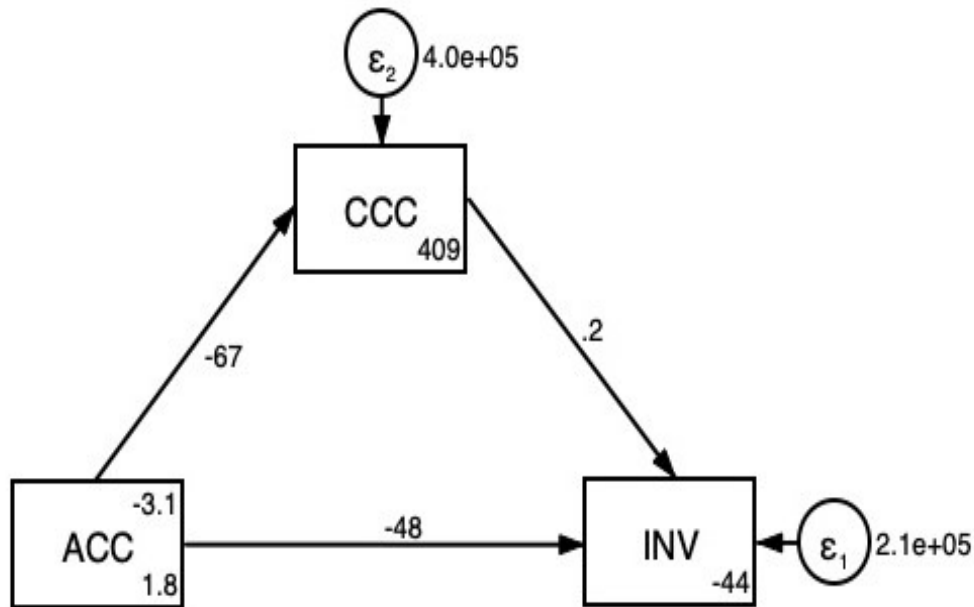 ε₂ 4.0e+05
CCC
409
-67
.2
-3.1
ACC
1.8
-48
INV
-44
ε₁ 2.1e+05